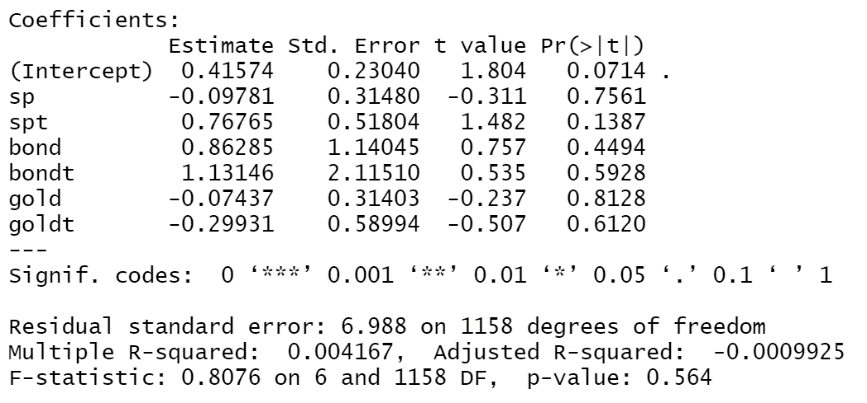 Coefficients:
Estimate Std. Error t value Pr(>|t|)
(Intercept) 0.41574 0.23040 1.804 0.0714 .
sp -0.09781 0.31480 -0.311 0.7561
spt 0.76765 0.51804 1.482 0.1387
bond 0.86285 1.14045 0.757 0.4494
bondt 1.13146 2.11510 0.535 0.5928
gold -0.07437 0.31403 -0.237 0.8128
goldt -0.29931 0.58994 -0.507 0.6120
---
Signif. codes: 0 ‘***’ 0.001 ‘**’ 0.01 ‘*’ 0.05 ‘.’ 0.1 ‘ ’ 1
Residual standard error: 6.988 on 1158 degrees of freedom
Multiple R-squared: 0.004167, Adjusted R-squared: -0.0009925
F-statistic: 0.8076 on 6 and 1158 DF, p-value: 0.564